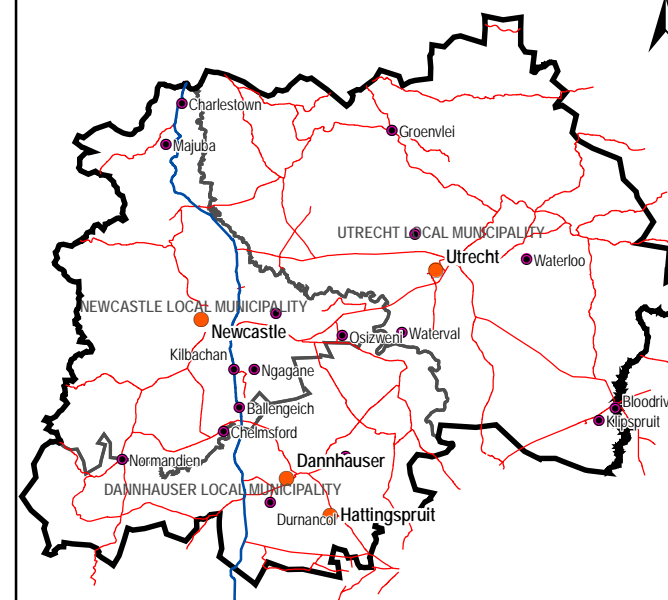 Charlestown
Groenvlei
Majuba
UTRECHT LOCAL MUNICIPALITY
Utrecht
Waterloo
NEWCASTLE LOCAL MUNICIPALITY
Newcastle
Osizweni
Waterval
Kilbachan
Ngagane
Ballengeich
Bloodriv
Klipspruit
Chelmsford
Normandien
Dannhauser
DANNHAUSER LOCAL MUNICIPALITY
Durnancol
Hattingspruit